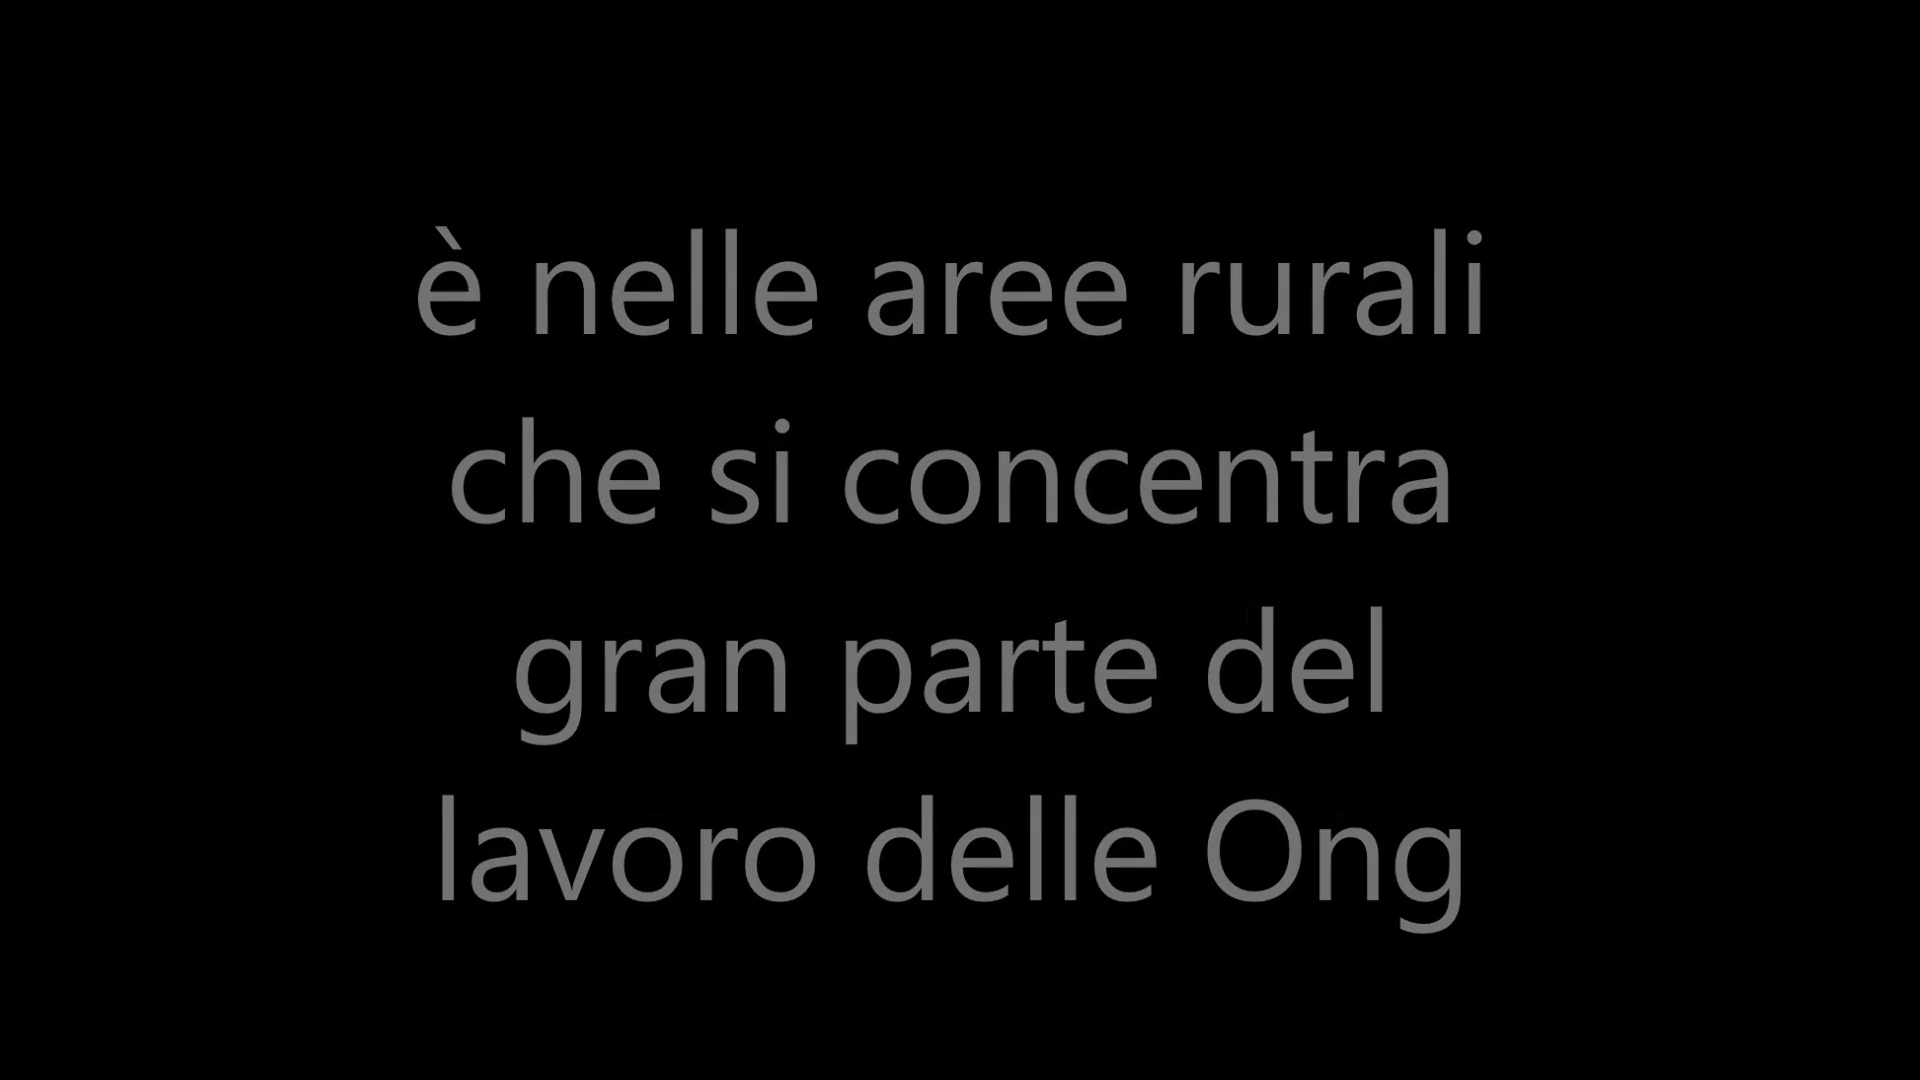 è nelle aree rurali
che si concentra
gran parte del
lavoro delle Ong